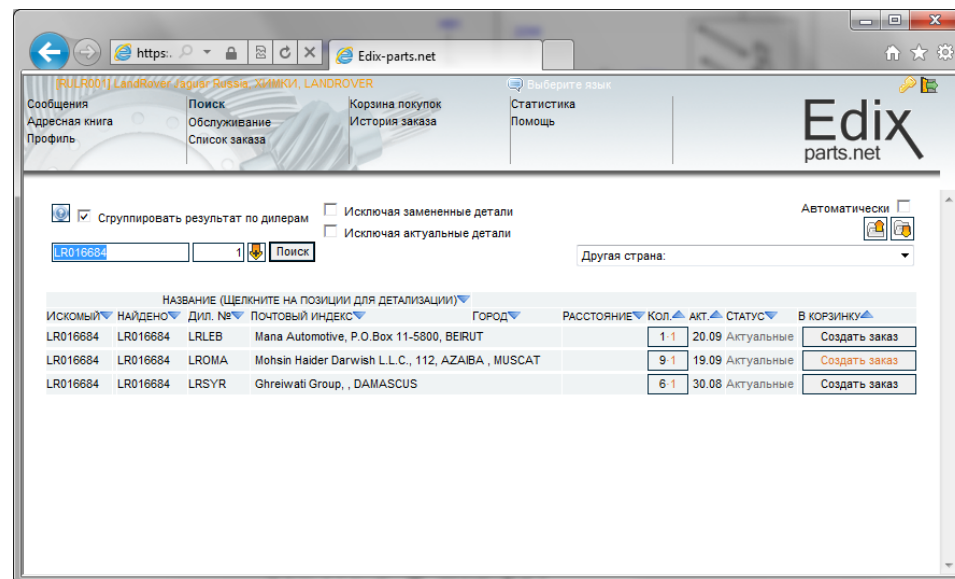 https:.
Edix-parts.net
[RULR001] LandRover Jaguar Russia, ХИМКИ, LANDROVER
Выберите язык
Сообщения Поиск Корзина покупок Статистика
Адресная книга Обслуживание История заказа Помощь
Профиль Список заказа
Edix
parts.net
Сгруппировать результат по дилерам
Исключая замененные детали
Исключая актуальные детали
Автоматически
LR016684 1 Поиск
Другая страна:
НАЗВАНИЕ (ЩЕЛКНИТЕ НА ПОЗИЦИИ ДЛЯ ДЕТАЛИЗАЦИИ)
ИСКОМЫЙ НАЙДЕНО ДИЛ. № ПОЧТОВЫЙ ИНДЕКС ГОРОД РАССТОЯНИЕ КОЛ. АКТ. СТАТУС В КОРЗИНКУ
LR016684 LR016684 LRLEB Mana Automotive, P.O.Box 11-5800, BEIRUT 1·1 20.09 Актуальные Создать заказ
LR016684 LR016684 LROMA Mohsin Haider Darwish L.L.C., 112, AZAIBA , MUSCAT 9·1 19.09 Актуальные Создать заказ
LR016684 LR016684 LRSYR Ghreiwati Group, , DAMASCUS 6·1 30.08 Актуальные Создать заказ